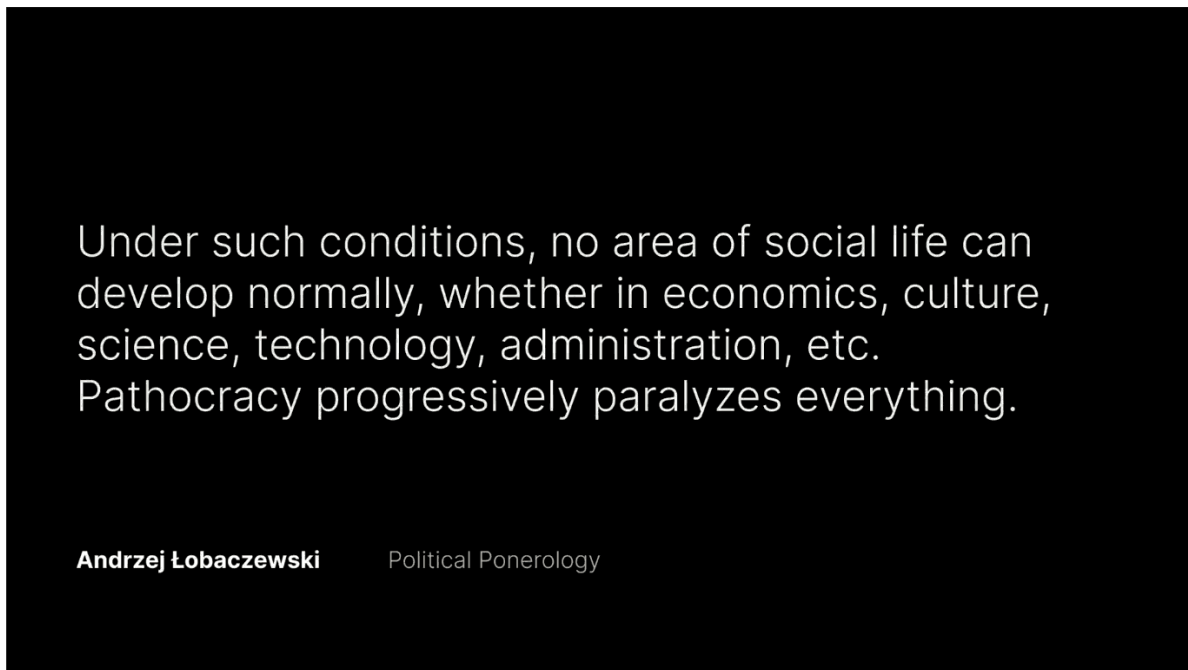 Under such conditions, no area of social life can
develop normally, whether in economics, culture,
science, technology, administration, etc.
Pathocracy progressively paralyzes everything.
Andrzej Łobaczewski Political Ponerology